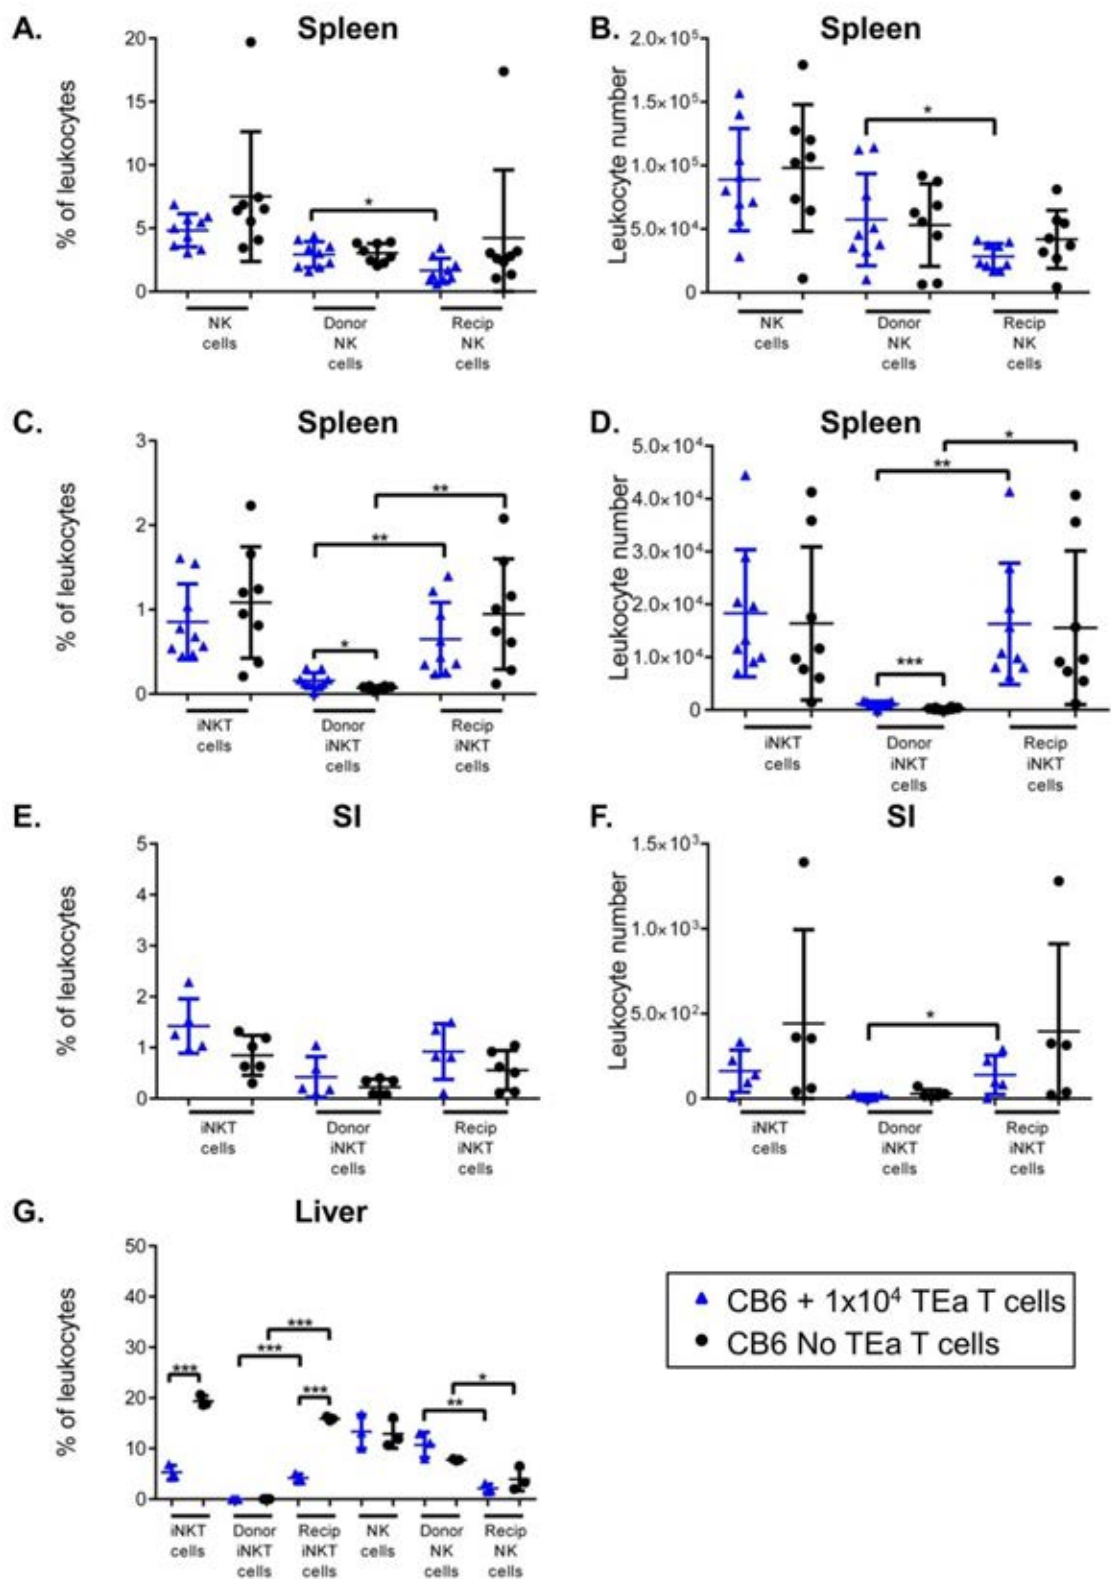 A.
Spleen
% of leukocytes
20
15
10
5
0
NK
cells
Donor
NK
cells
Recip
NK
cells
*
B.
Spleen
Leukocyte number
2.0×10⁵
1.5×10⁵
1.0×10⁵
5.0×10⁴
0
NK
cells
Donor
NK
cells
Recip
NK
cells
*
C.
Spleen
% of leukocytes
3
2
1
0
iNKT
cells
Donor
iNKT
cells
Recip
iNKT
cells
**
**
*
D.
Spleen
Leukocyte number
5.0×10⁴
4.0×10⁴
3.0×10⁴
2.0×10⁴
1.0×10⁴
0
iNKT
cells
Donor
iNKT
cells
Recip
iNKT
cells
*
**
***
E.
SI
% of leukocytes
5
4
3
2
1
0
iNKT
cells
Donor
iNKT
cells
Recip
iNKT
cells
F.
SI
Leukocyte number
1.5×10³
1.0×10³
5.0×10²
0
iNKT
cells
Donor
iNKT
cells
Recip
iNKT
cells
*
G.
Liver
% of leukocytes
50
40
30
20
10
0
iNKT
cells
Donor
iNKT
cells
Recip
iNKT
cells
NK
cells
Donor
NK
cells
Recip
NK
cells
***
***
***
***
*
**
CB6 + 1x10⁴ TEa T cells
CB6 No TEa T cells